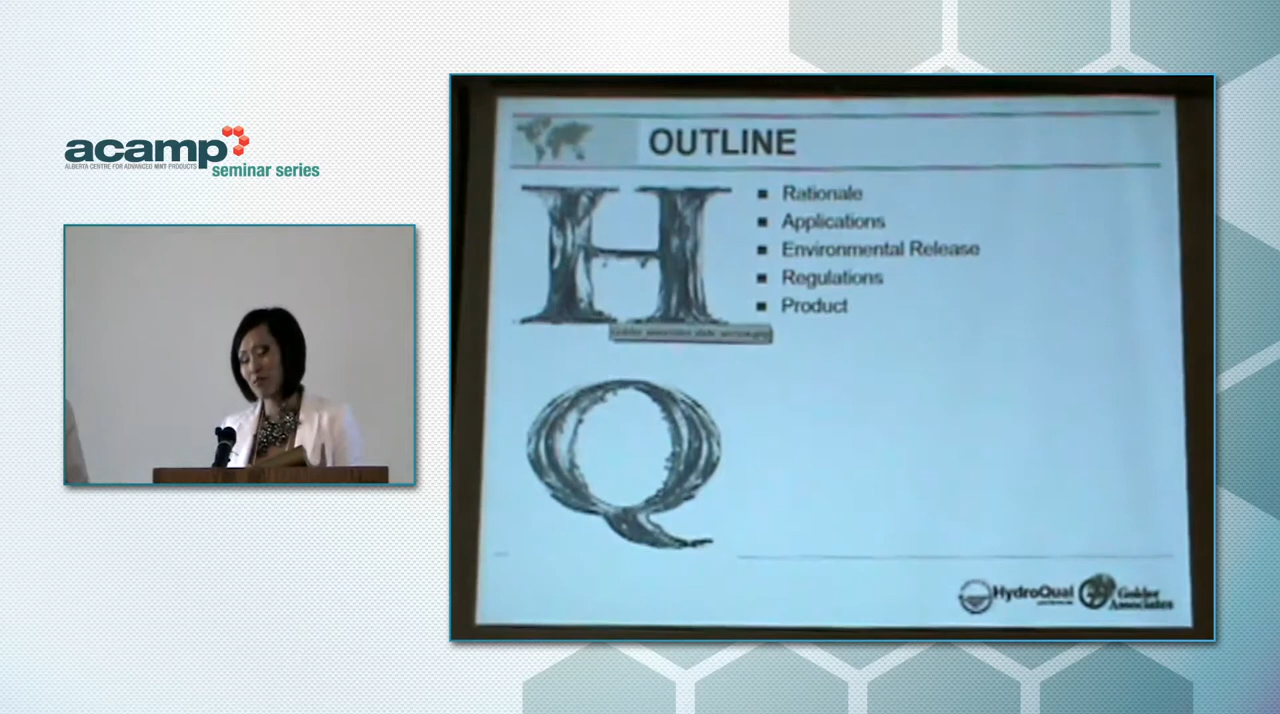 acamp
ALBERTA CENTRE FOR ADVANCED MNT PRODUCTS
seminar series
OUTLINE
H
■ Rationale
■ Applications
■ Environmental Release
■ Regulations
■ Product
Q
HydroQual
Golder
Associates